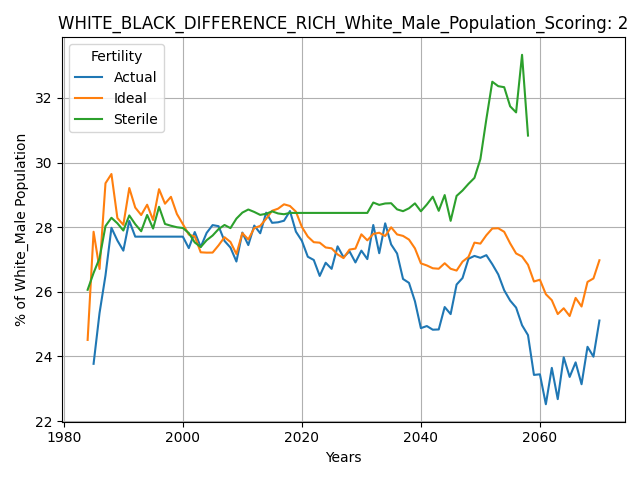 WHITE_BLACK_DIFFERENCE_RICH_White_Male_Population_Scoring: 2
Fertility
Actual
Ideal
Sterile
% of White_Male Population
32
30
28
26
24
22
1980
2000
2020
2040
2060
Years